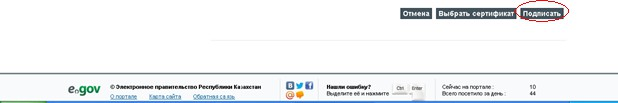 Отмена Выбрать сертификат Подписать
e.gov © Электронное правительство Республики Казахстан
О портале Карта сайта Обратная связь
Нашли ошибку?
Выделите её и нажмите Ctrl Enter
Сейчас на портале: 10
Всего посетило за день: 44